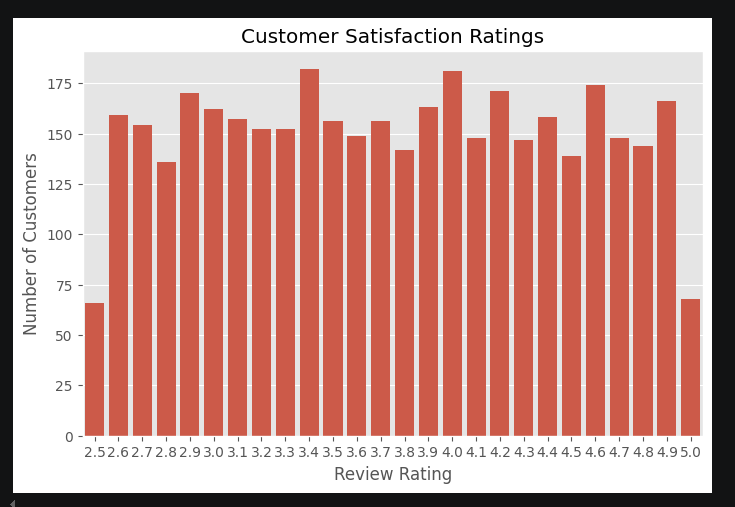 Customer Satisfaction Ratings
Number of Customers
175
150
125
100
75
50
25
0
2.5 2.6 2.7 2.8 2.9 3.0 3.1 3.2 3.3 3.4 3.5 3.6 3.7 3.8 3.9 4.0 4.1 4.2 4.3 4.4 4.5 4.6 4.7 4.8 4.9 5.0
Review Rating